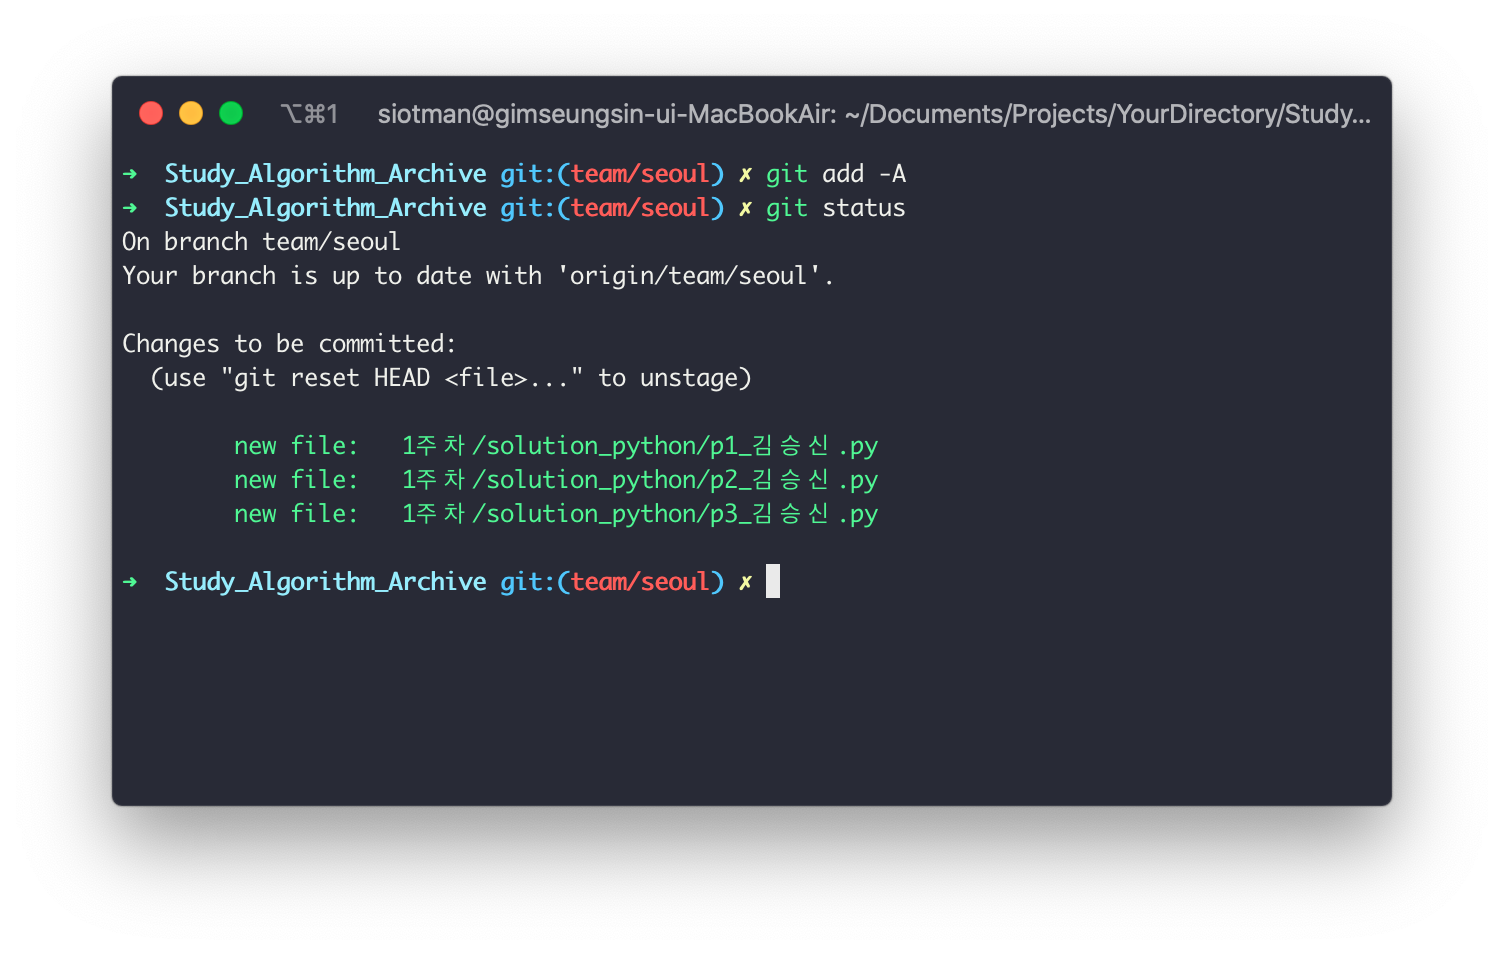 ⌥⌘1 siotman@gimseungsin-ui-MacBookAir: ~/Documents/Projects/YourDirectory/Study...
➜ Study_Algorithm_Archive git:(team/seoul) ✗ git add -A
➜ Study_Algorithm_Archive git:(team/seoul) ✗ git status
On branch team/seoul
Your branch is up to date with 'origin/team/seoul'.
Changes to be committed:
(use "git reset HEAD <file>..." to unstage)
new file: 1주차/solution_python/p1_김승신.py
new file: 1주차/solution_python/p2_김승신.py
new file: 1주차/solution_python/p3_김승신.py
➜ Study_Algorithm_Archive git:(team/seoul) ✗